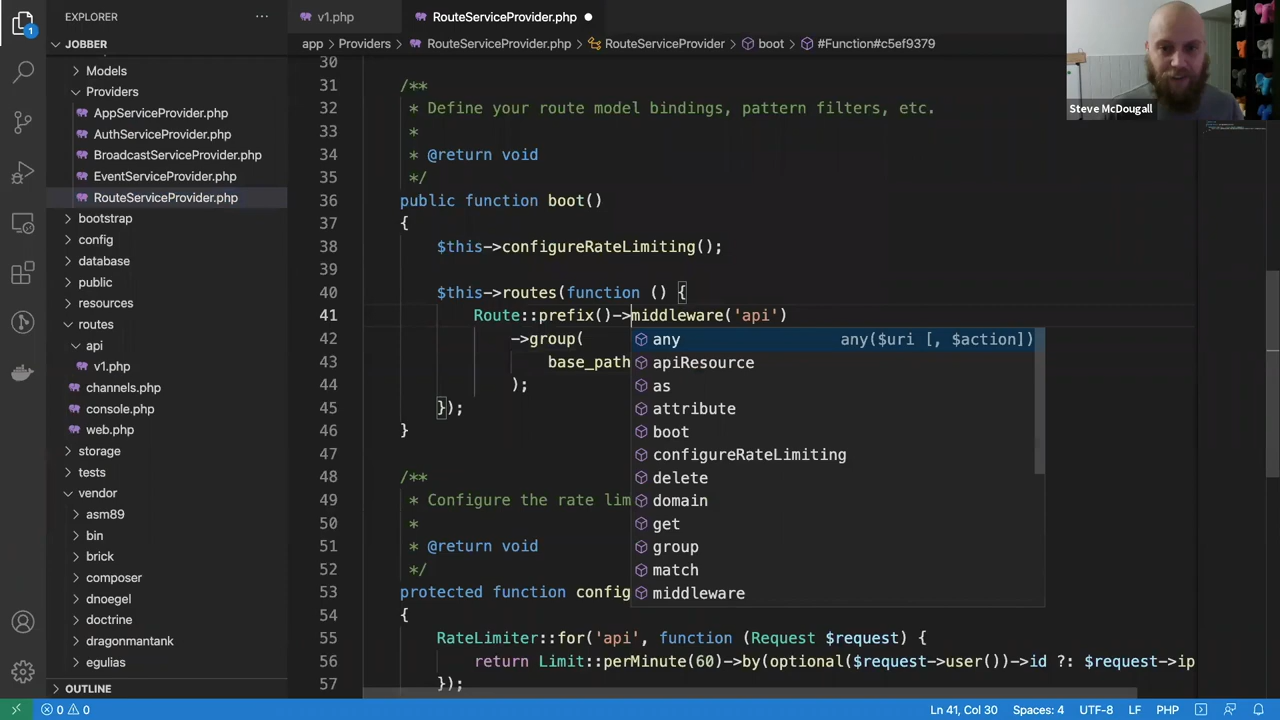 1
EXPLORER
JOBBER
Models
Providers
AppServiceProvider.php
AuthServiceProvider.php
BroadcastServiceProvider.php
EventServiceProvider.php
RouteServiceProvider.php
bootstrap
config
database
public
resources
routes
api
v1.php
channels.php
console.php
web.php
storage
tests
vendor
asm89
bin
brick
composer
dnoegel
doctrine
dragonmantank
egulias
OUTLINE
v1.php
RouteServiceProvider.php
app > Providers > RouteServiceProvider.php > RouteServiceProvider > boot > #Function#c5ef9379
30
31 /**
32 * Define your route model bindings, pattern filters, etc.
33 *
34 * @return void
35 */
36 public function boot()
37 {
38 $this->configureRateLimiting();
39
40 $this->routes(function () {
41 Route::prefix()->middleware('api')
42 ->group(
43 base_path
44 );
45 });
46 }
47
48 /**
49 * Configure the rate lim
50 *
51 * @return void
52 */
53 protected function config
54 {
55 RateLimiter::for('api', function (Request $request) {
56 return Limit::perMinute(60)->by(optional($request->user())->id ?: $request->ip
57 });
any any($uri [, $action])
apiResource
as
attribute
boot
configureRateLimiting
delete
domain
get
group
match
middleware
Steve McDougall
0 0
Ln 41, Col 30
Spaces: 4
UTF-8
LF
PHP